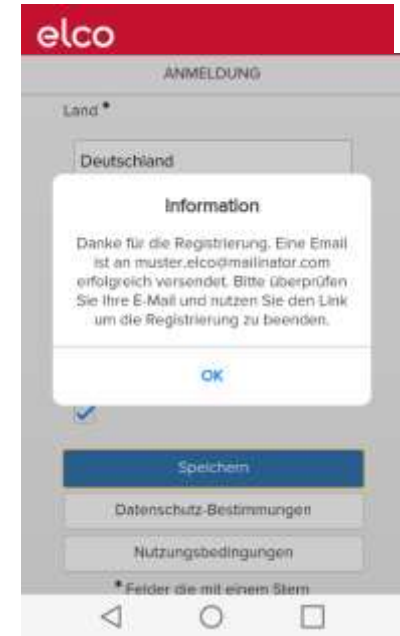 elco
ANMELDUNG
Land *
Deutschland
Information
Danke für die Registrierung. Eine Email
ist an muster.elco@mailinator.com
erfolgreich versendet. Bitte überprüfen
Sie Ihre E-Mail und nutzen Sie den Link
um die Registrierung zu beenden.
OK
Speichern
Datenschutz-Bestimmungen
Nutzungsbedingungen
* Felder die mit einem Stern